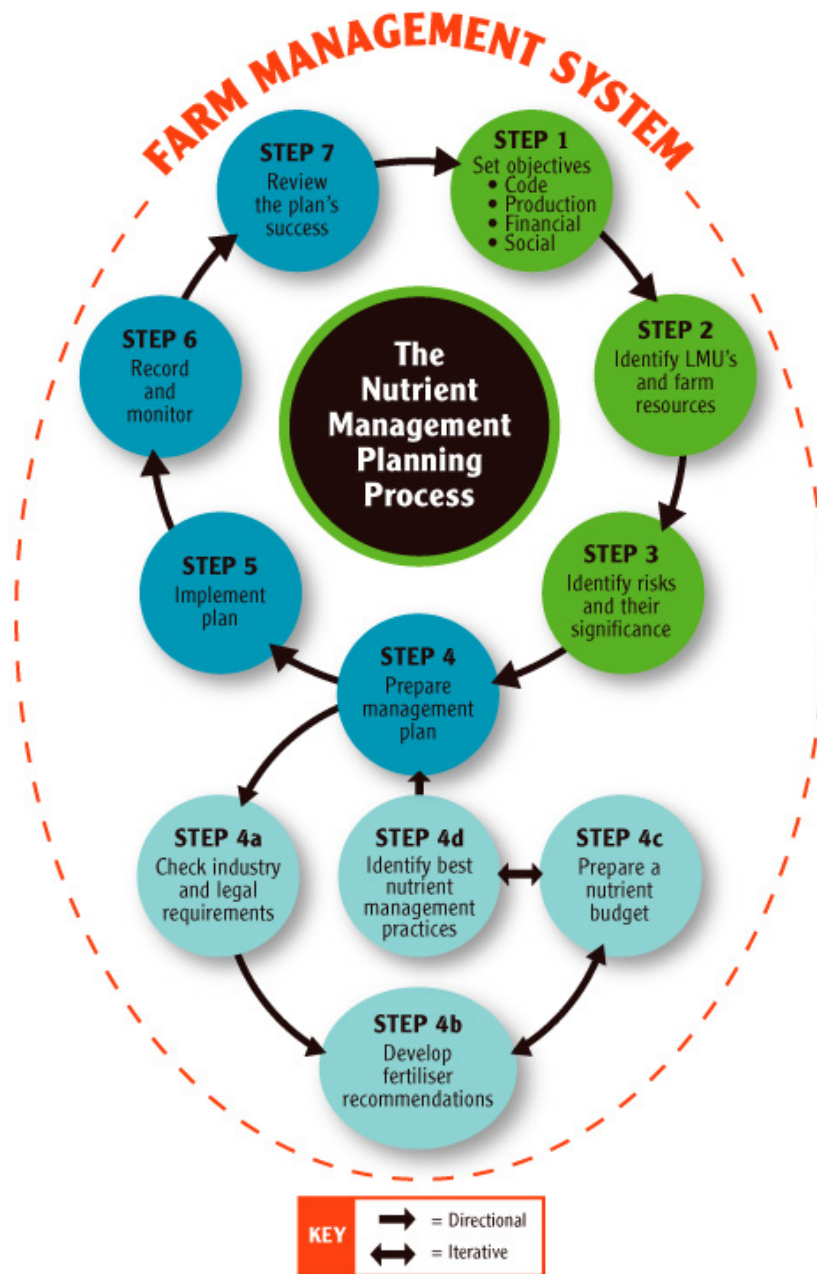 FARM MANAGEMENT SYSTEM
The
Nutrient
Management
Planning
Process
STEP 1
Set objectives
• Code
• Production
• Financial
• Social
STEP 2
Identify LMU's
and farm
resources
STEP 3
Identify risks
and their
significance
STEP 4
Prepare
management
plan
STEP 4a
Check industry
and legal
requirements
STEP 4b
Develop
fertiliser
recommendations
STEP 4c
Prepare a
nutrient
budget
STEP 4d
Identify best
nutrient
management
practices
STEP 5
Implement
plan
STEP 6
Record
and
monitor
STEP 7
Review
the plan's
success
KEY
= Directional
= Iterative